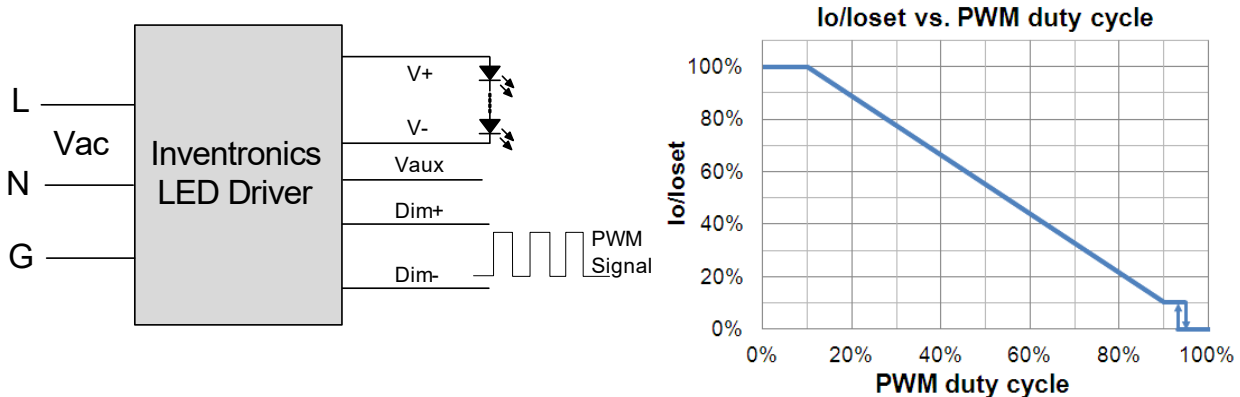 L
Vac
N
G
Inventronics
LED Driver
V+
V-
Vaux
Dim+
Dim-
PWM
Signal
Io/Ioset vs. PWM duty cycle
Io/Ioset
100%
80%
60%
40%
20%
0%
0%
20%
40%
60%
80%
100%
PWM duty cycle